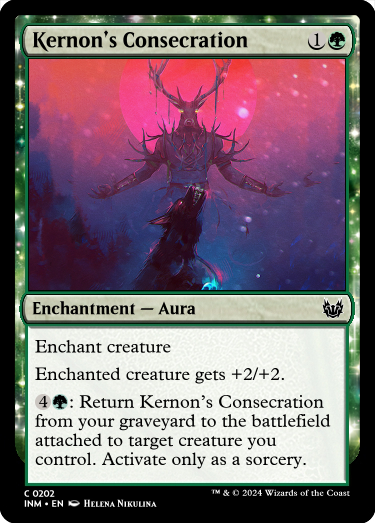 Kernon's Consecration 1
Enchantment — Aura
Enchant creature
Enchanted creature gets +2/+2.
4: Return Kernon's Consecration
from your graveyard to the battlefield
attached to target creature you
control. Activate only as a sorcery.
C 0202
INM • EN Helena Nikulina
™ & © 2024 Wizards of the Coast